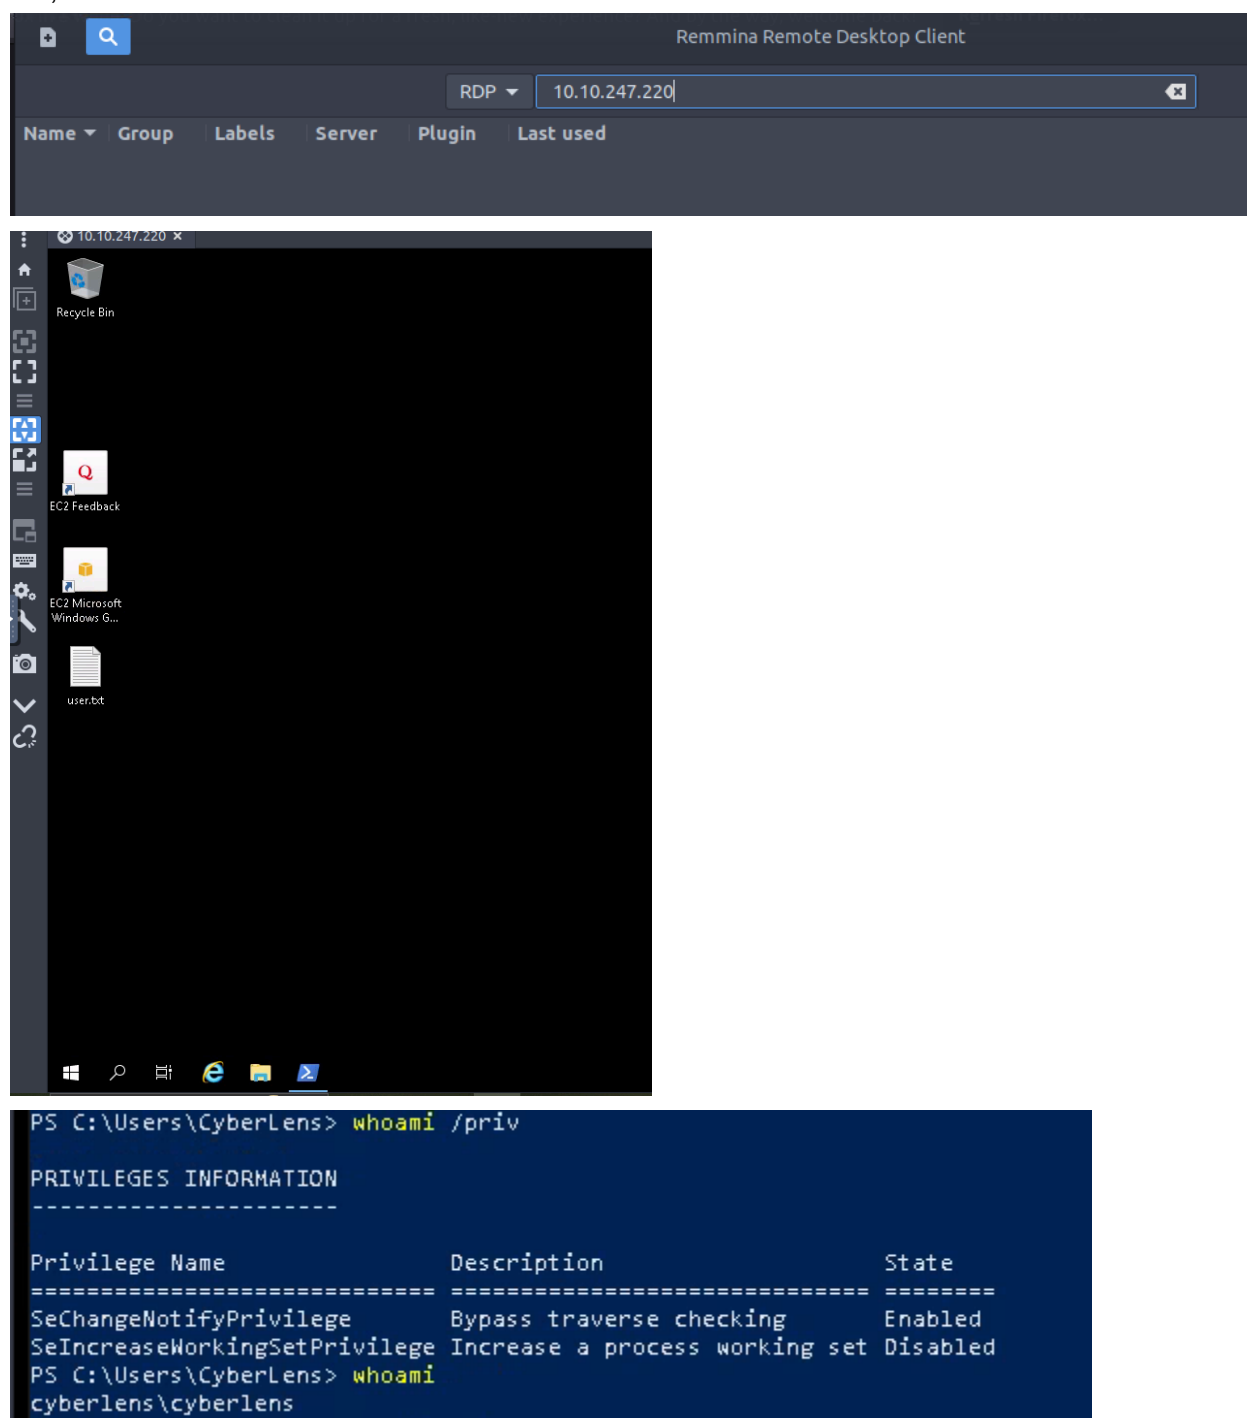 Remmina Remote Desktop Client
RDP 10.10.247.220
Name Group Labels Server Plugin Last used
10.10.247.220 ×
Recycle Bin
Q
EC2 Feedback
EC2 Microsoft
Windows G...
user.txt
PS C:\Users\CyberLens> whoami /priv
PRIVILEGES INFORMATION
----------------------
Privilege Name Description State
============================= ============================== ========
SeChangeNotifyPrivilege Bypass traverse checking Enabled
SeIncreaseWorkingSetPrivilege Increase a process working set Disabled
PS C:\Users\CyberLens> whoami
cyberlens\cyberlens